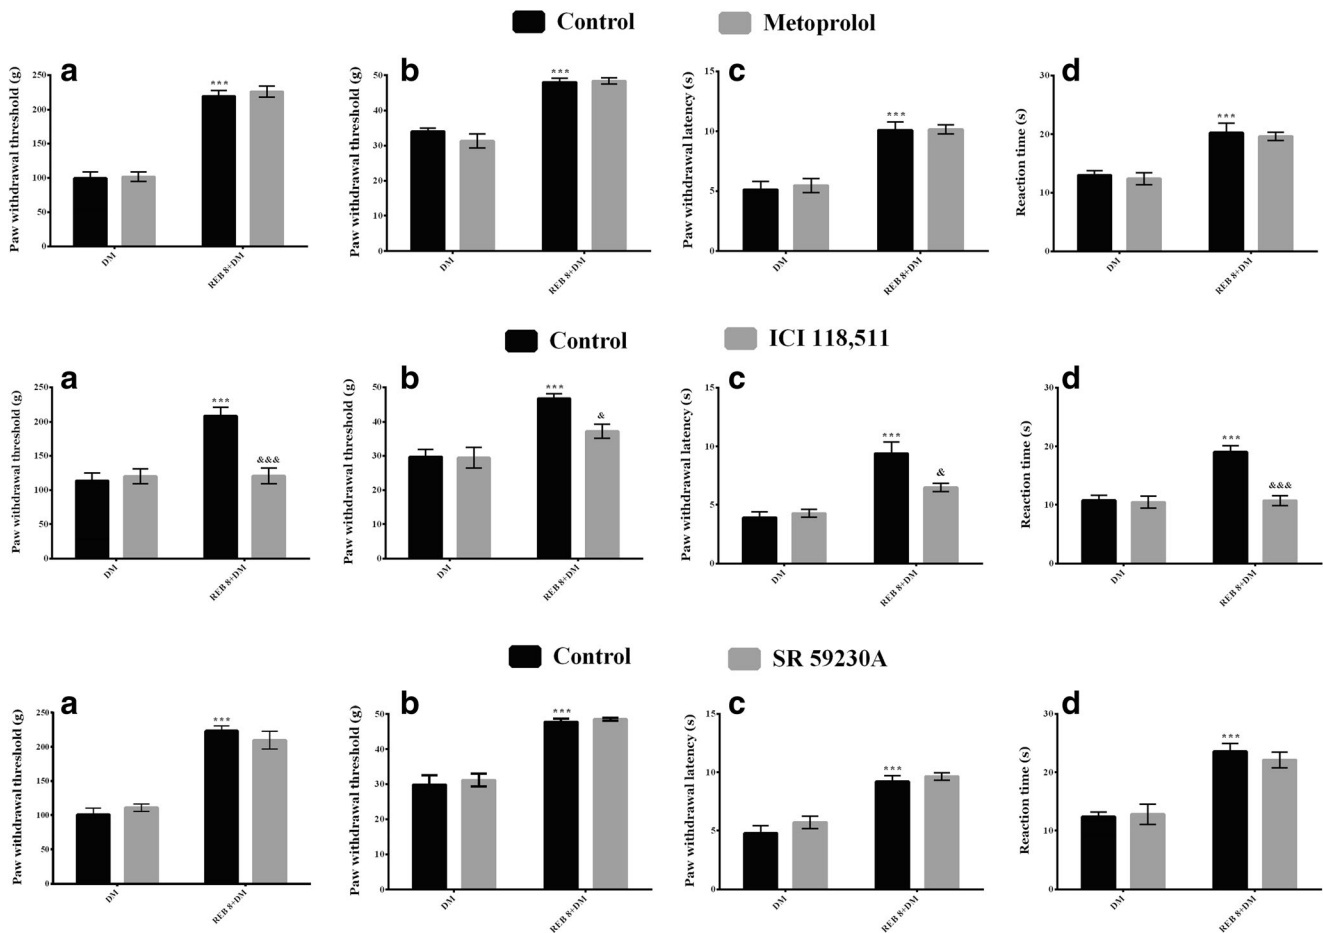 Control Metoprolol
a b c d
Paw withdrawal threshold (g)
250
200
150
100
50
0
***
DM
REB 8+DM
Paw withdrawal threshold (g)
50
40
30
20
10
0
***
DM
REB 8+DM
Paw withdrawal latency (s)
15
10
5
0
***
DM
REB 8+DM
Reaction time (s)
30
20
10
0
***
DM
REB 8+DM
Control ICI 118,511
a b c d
Paw withdrawal threshold (g)
250
200
150
100
50
0
***
&&&
DM
REB 8+DM
Paw withdrawal threshold (g)
50
40
30
20
10
0
***
&
DM
REB 8+DM
Paw withdrawal latency (s)
15
10
5
0
***
&
DM
REB 8+DM
Reaction time (s)
30
20
10
0
***
&&&
DM
REB 8+DM
Control SR 59230A
a b c d
Paw withdrawal threshold (g)
250
200
150
100
50
0
***
DM
REB 8+DM
Paw withdrawal threshold (g)
50
40
30
20
10
0
***
DM
REB 8+DM
Paw withdrawal latency (s)
15
10
5
0
***
DM
REB 8+DM
Reaction time (s)
30
20
10
0
***
DM
REB 8+DM